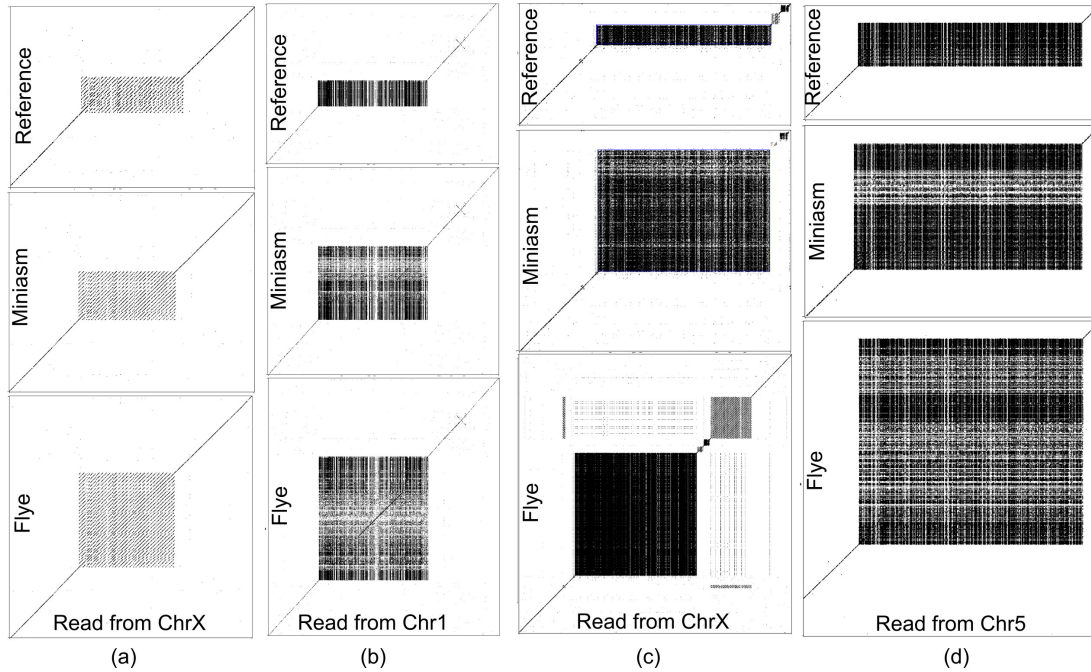 Reference
Miniasm
Flye
Read from ChrX
(a)
Reference
Miniasm
Flye
Read from Chr1
(b)
Reference
Miniasm
Flye
Read from ChrX
(c)
Reference
Miniasm
Flye
Read from Chr5
(d)